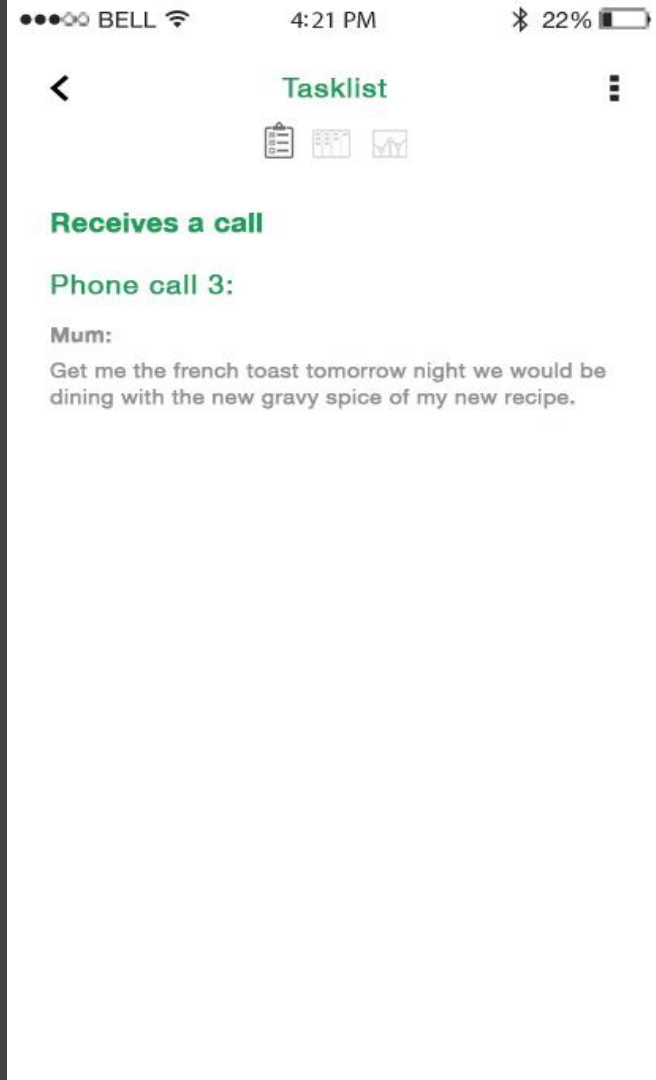 BELL 4:21 PM 22%
Tasklist
Receives a call
Phone call 3:
Mum:
Get me the french toast tomorrow night we would be
dining with the new gravy spice of my new recipe.